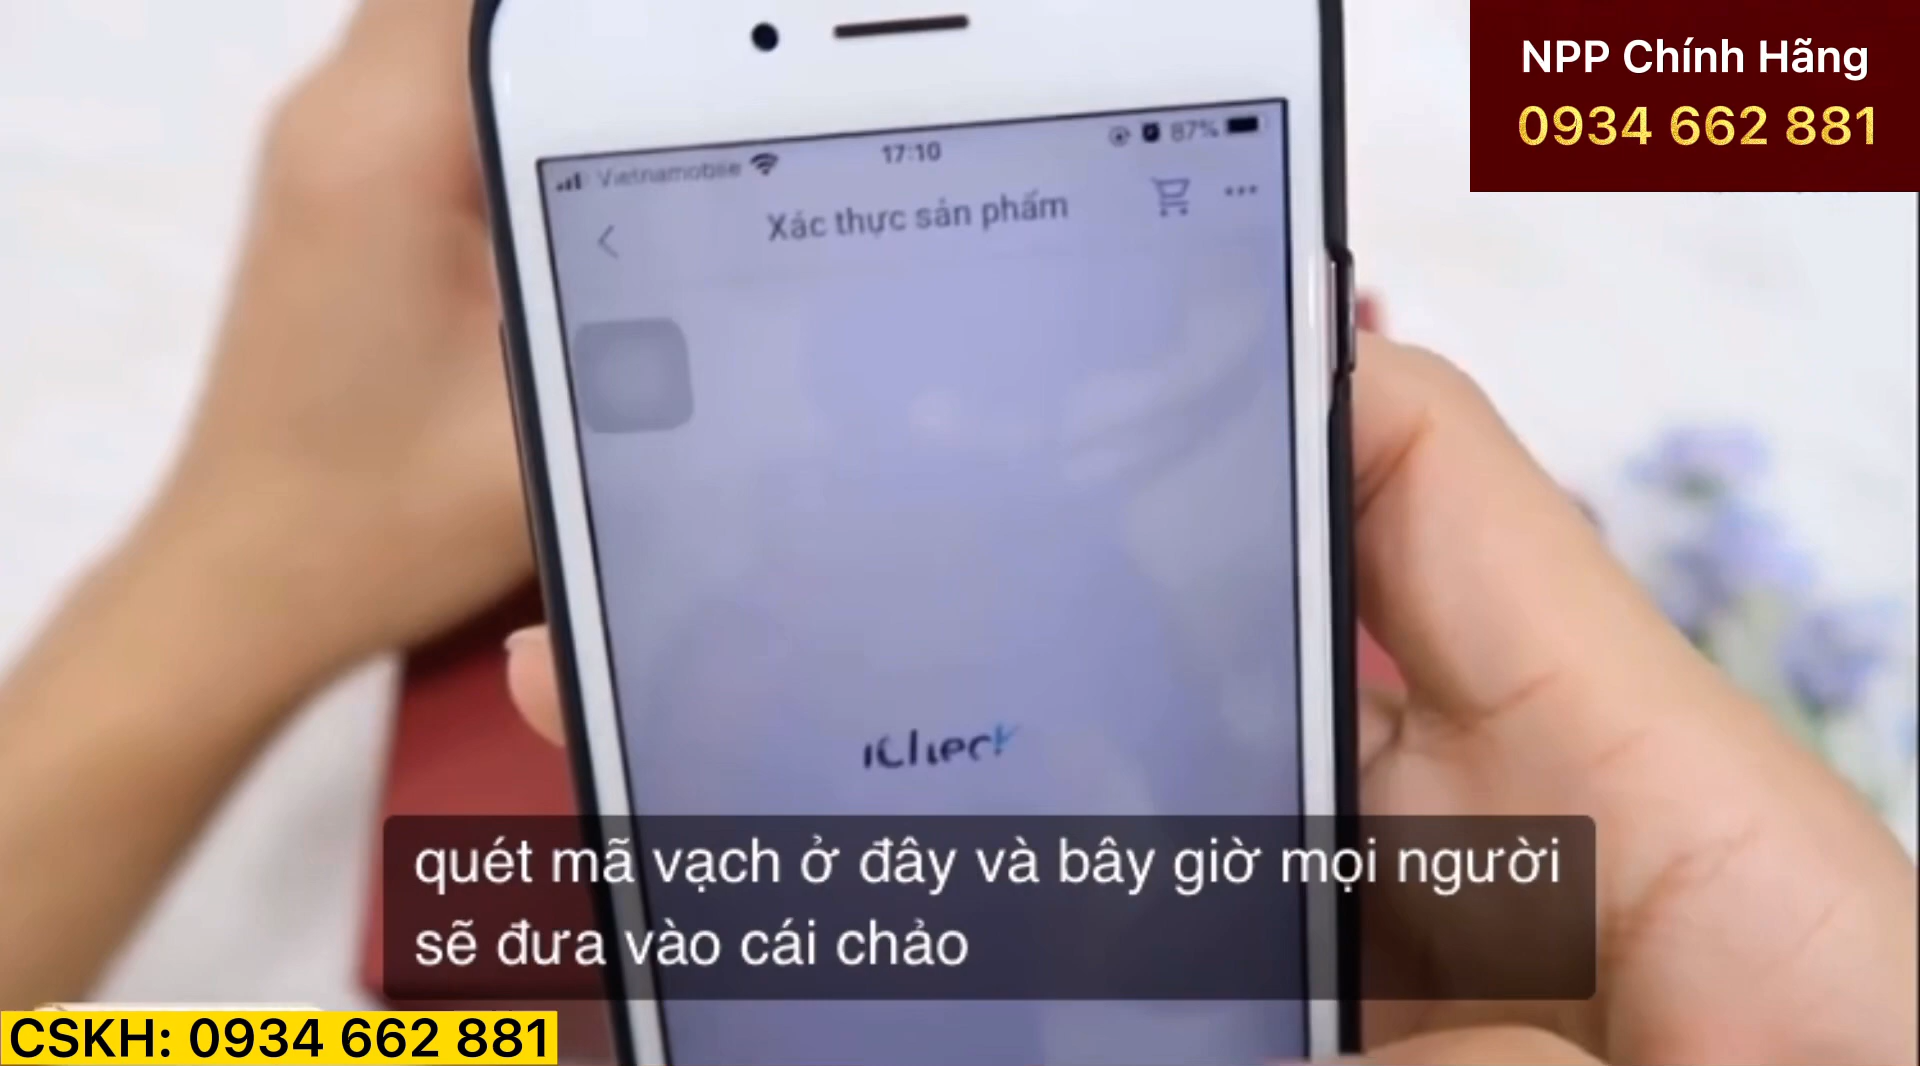 NPP Chính Hãng
0934 662 881
Vietnamobile
17:10
87%
Xác thực sản phẩm
iCheck
quét mã vạch ở đây và bây giờ mọi người
sẽ đưa vào cái chảo
CSKH: 0934 662 881